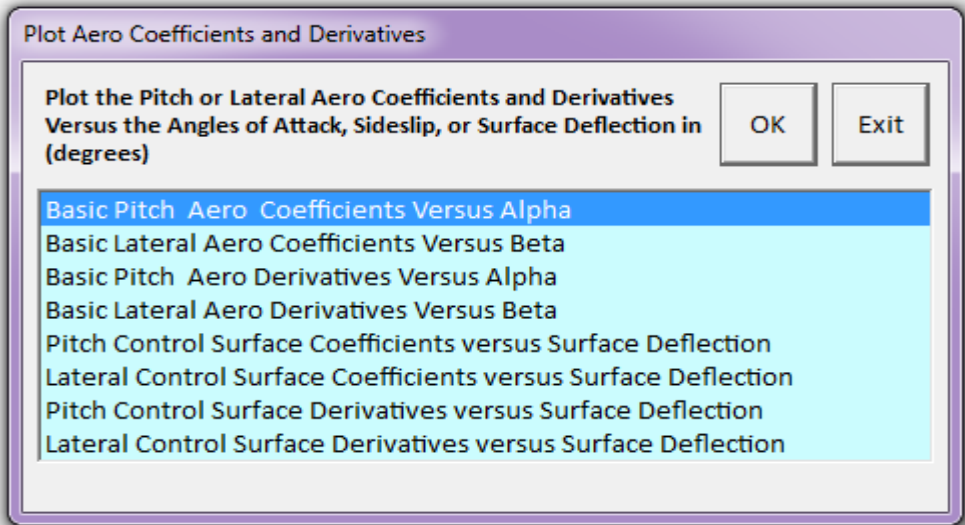 Plot Aero Coefficients and Derivatives
Plot the Pitch or Lateral Aero Coefficients and Derivatives
Versus the Angles of Attack, Sideslip, or Surface Deflection in
(degrees)
OK
Exit
Basic Pitch  Aero  Coefficients Versus Alpha
Basic Lateral Aero Coefficients Versus Beta
Basic Pitch  Aero Derivatives Versus Alpha
Basic Lateral Aero Derivatives Versus Beta
Pitch Control Surface Coefficients versus Surface Deflection
Lateral Control Surface Coefficients versus Surface Deflection
Pitch Control Surface Derivatives versus Surface Deflection
Lateral Control Surface Derivatives versus Surface Deflection